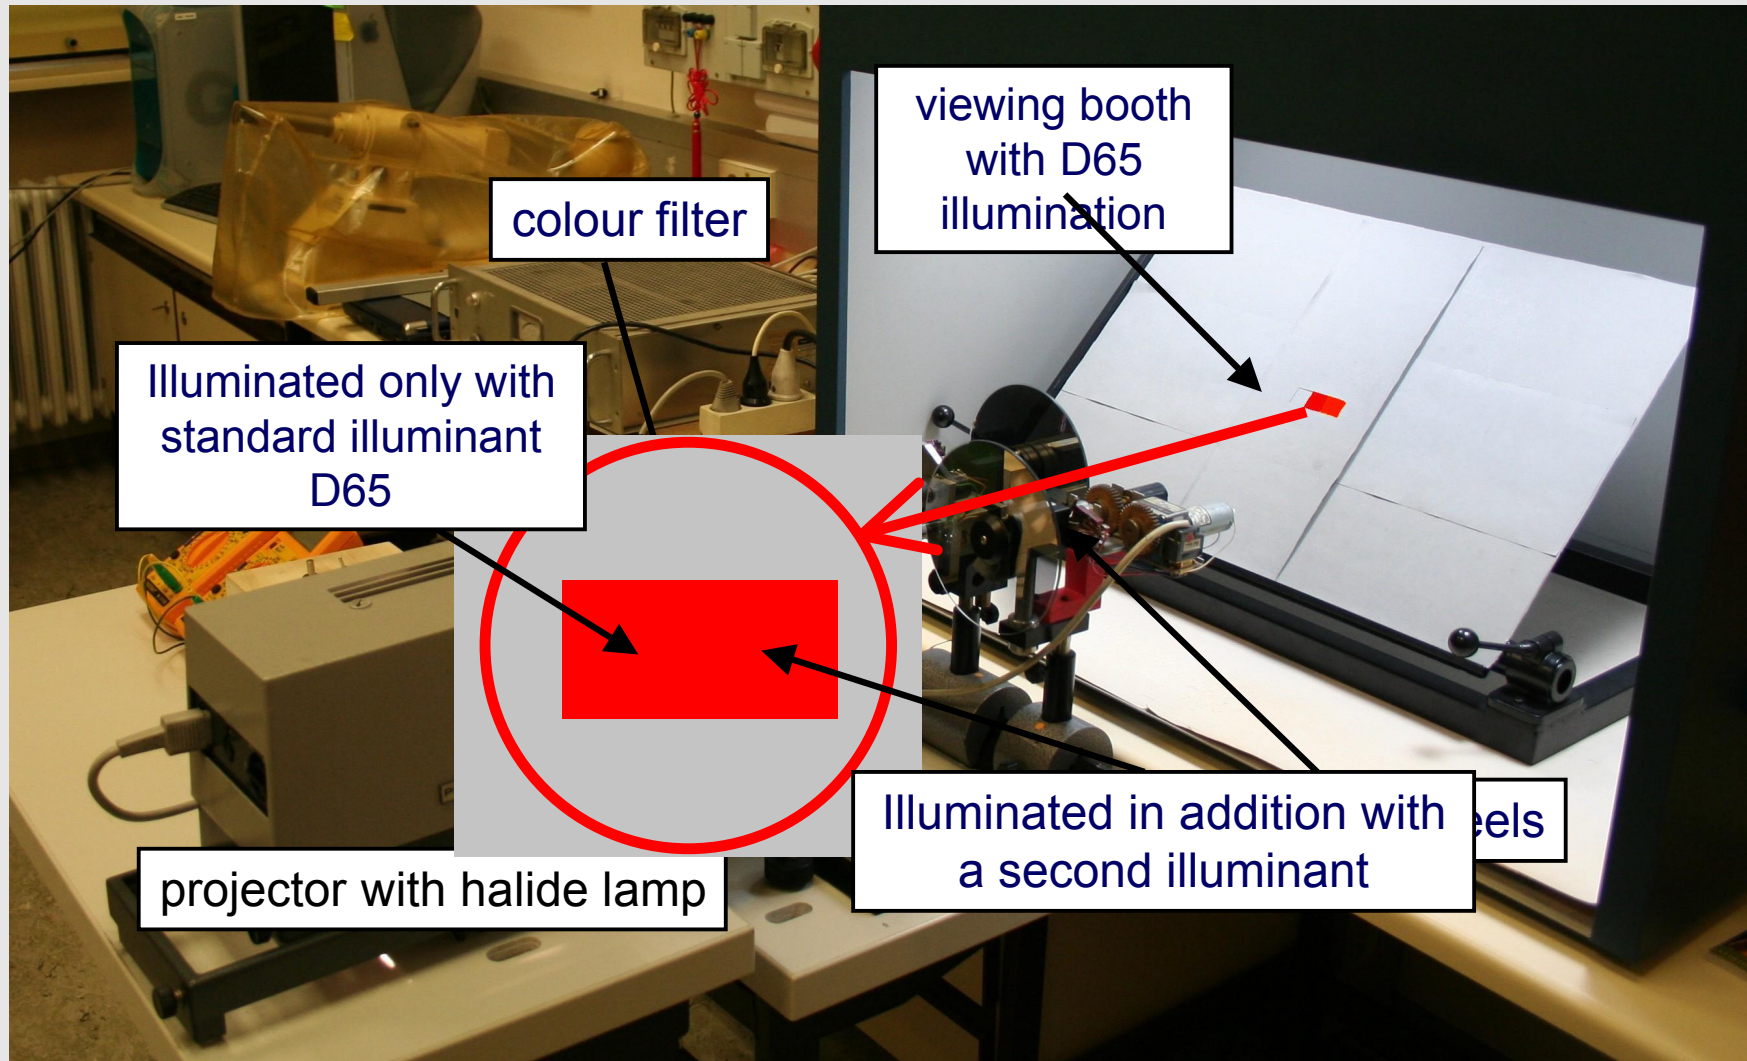 viewing booth
with D65
illumination
colour filter
Illuminated only with
standard illuminant
D65
Illuminated in addition with
a second illuminant
eels
projector with halide lamp